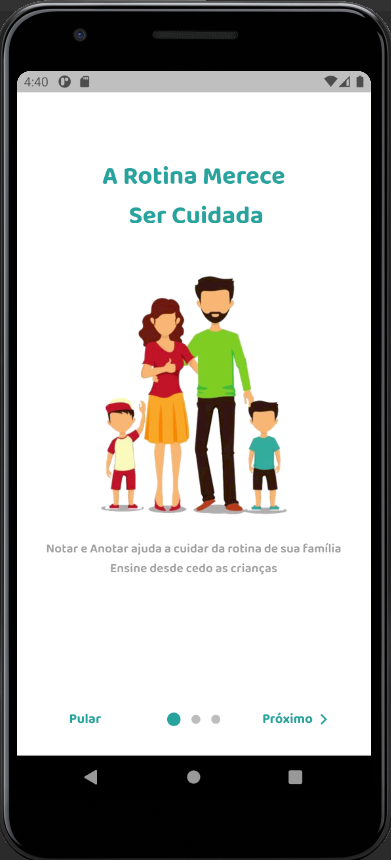 4:40
A Rotina Merece
Ser Cuidada
Notar e Anotar ajuda a cuidar da rotina de sua família
Ensine desde cedo as crianças
Pular
Próximo